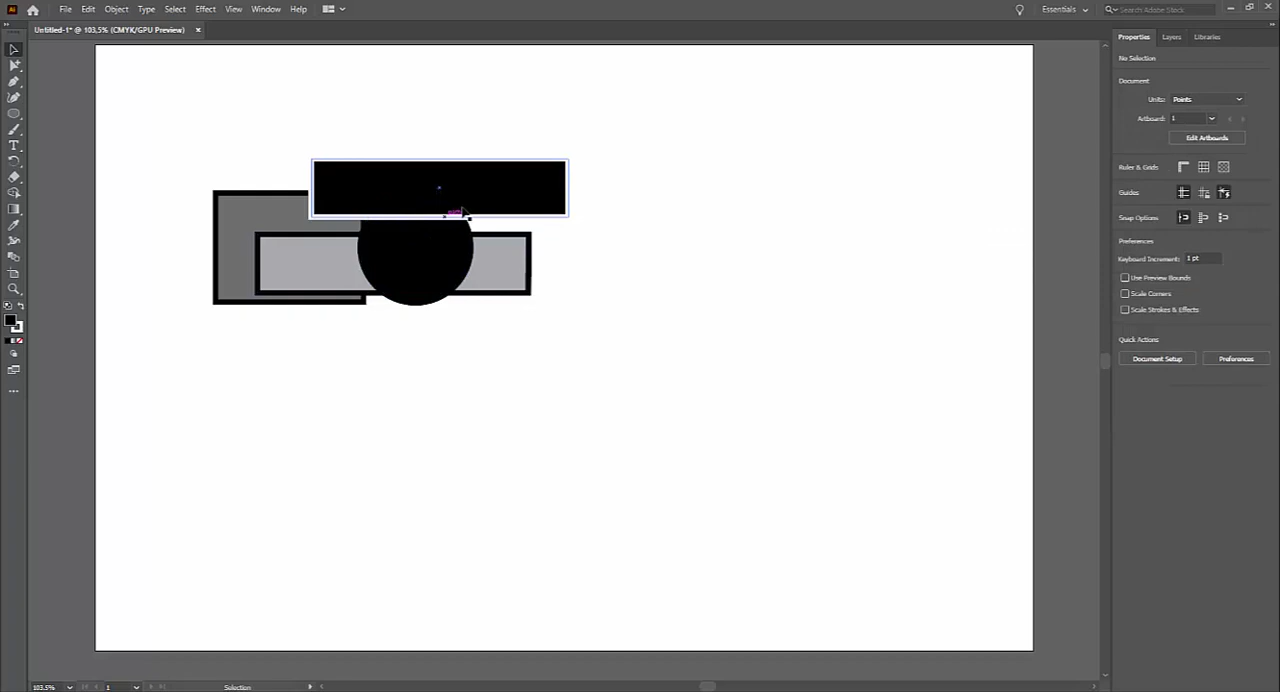 Ai File Edit Object Type Select Effect View Window Help Essentials Search Adobe Stock
Untitled-1* @ 103,5% (CMYK/GPU Preview) ×
Properties Layers Libraries
No Selection
Document
Units: Points
Artboard: 1
Edit Artboards
Ruler & Grids
Guides
Snap Options
Preferences
Keyboard Increment: 1 pt
Use Preview Bounds
Scale Corners
Scale Strokes & Effects
Quick Actions
Document Setup Preferences
103,5% 1 Selection